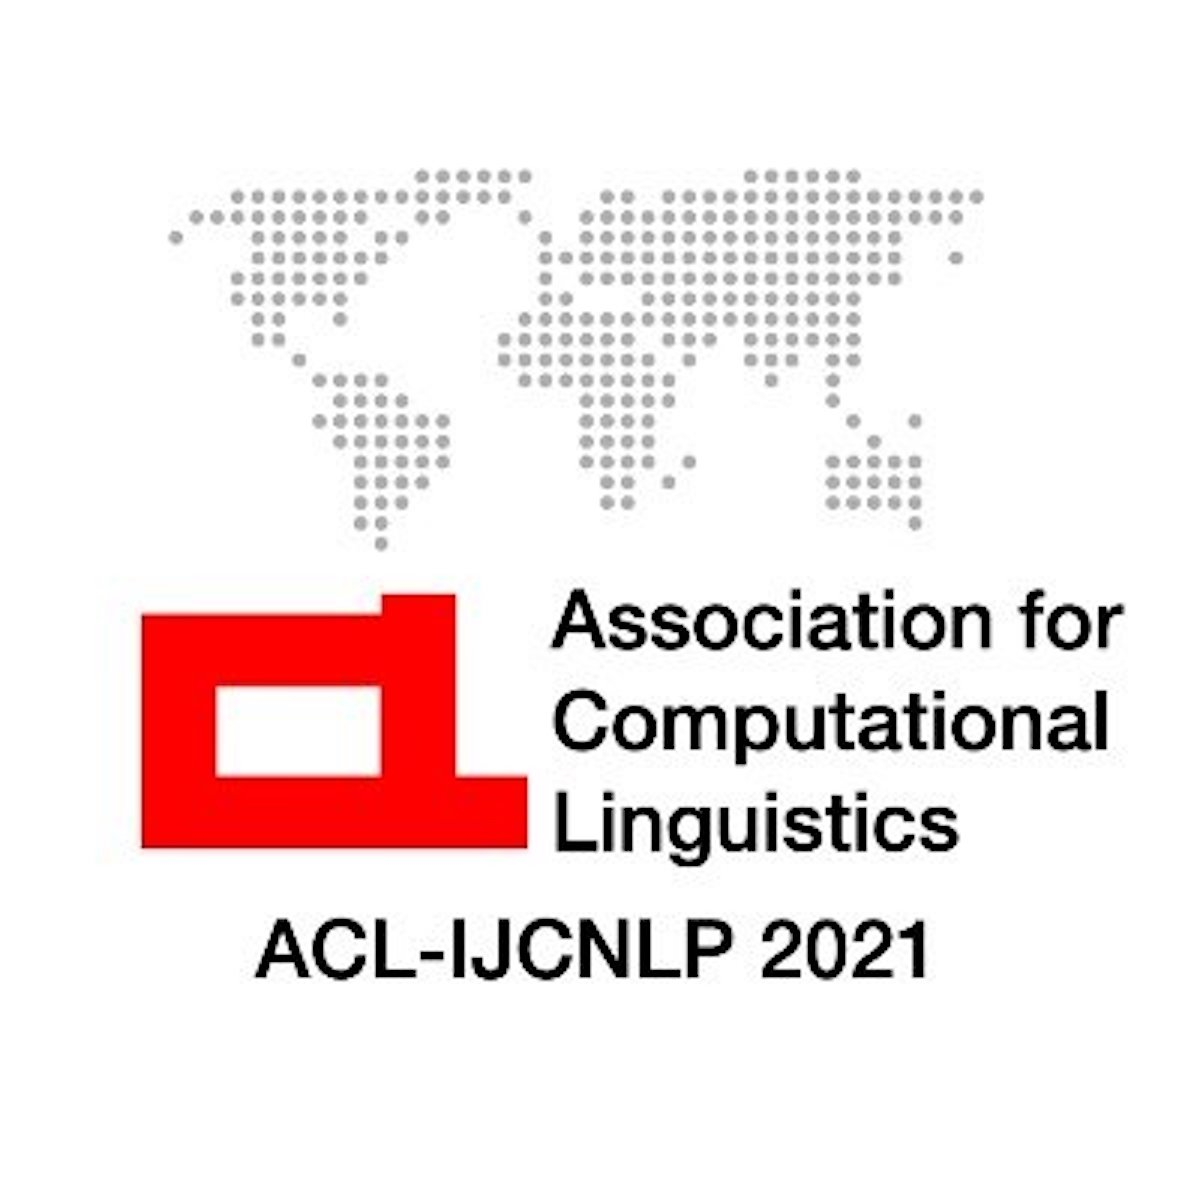 Association for
Computational
Linguistics
ACL-IJCNLP 2021